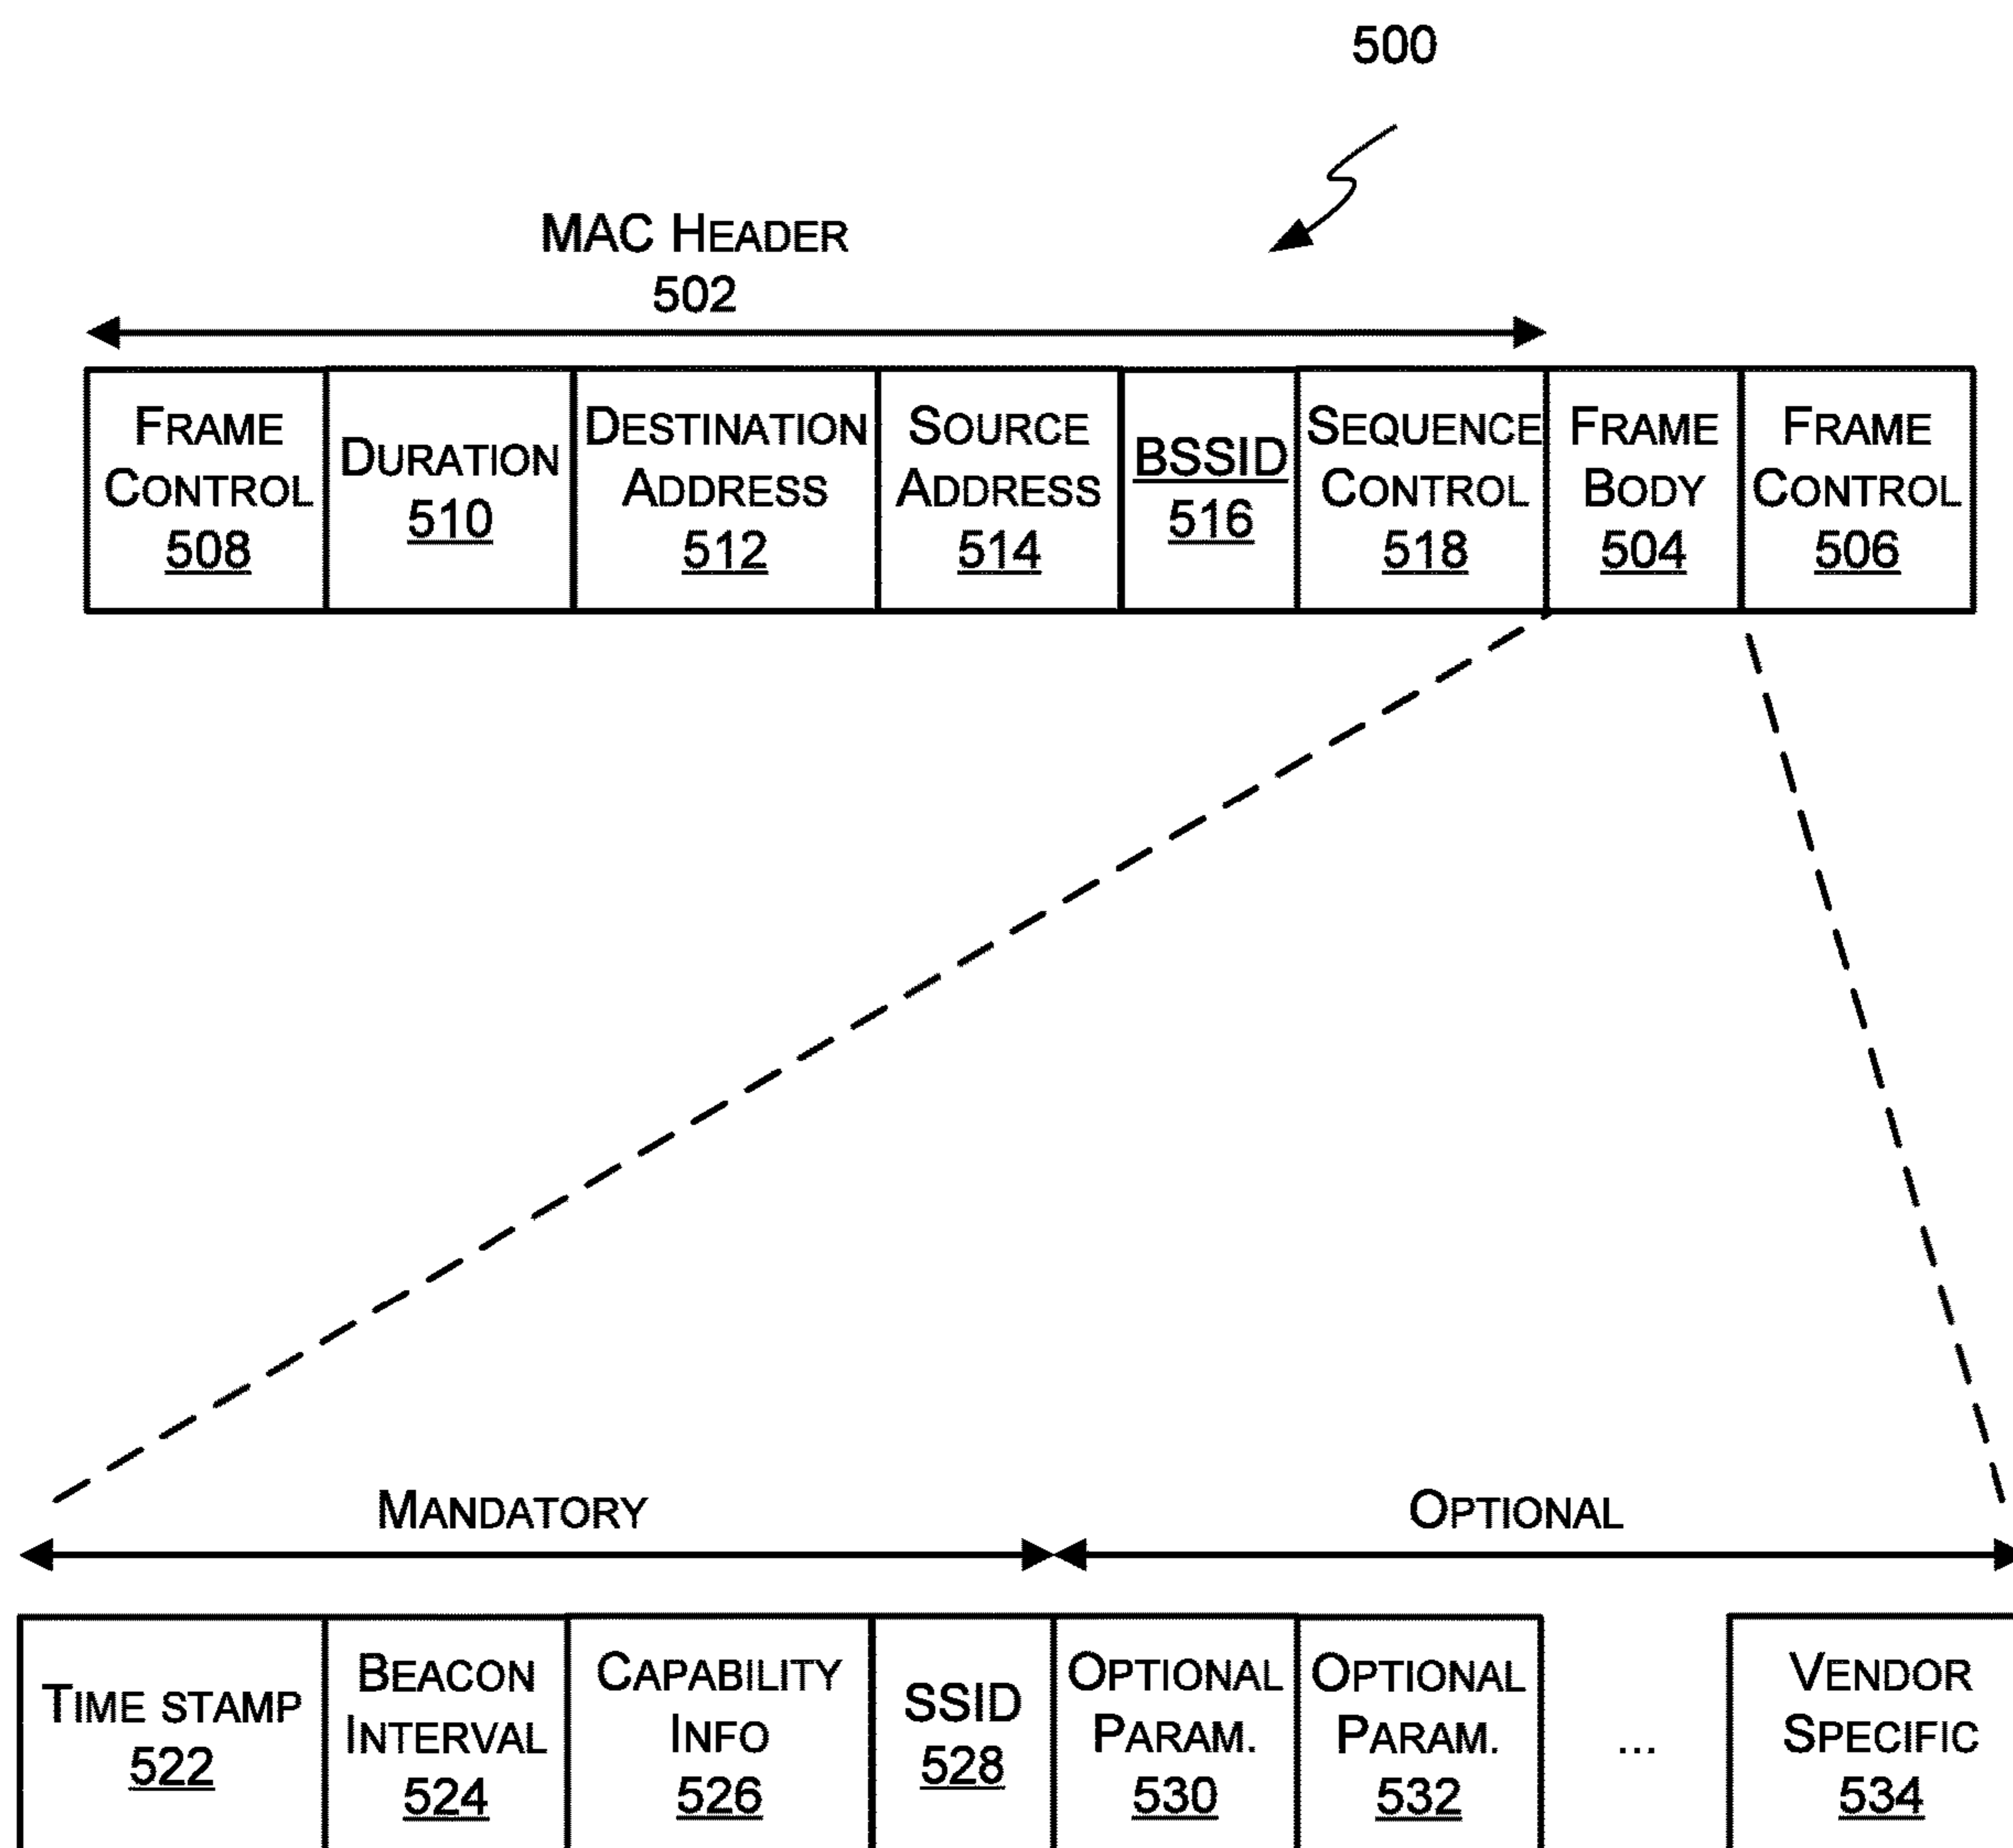 500
MAC HEADER
502
FRAME
CONTROL
508
DURATION
510
DESTINATION
ADDRESS
512
SOURCE
ADDRESS
514
BSSID
516
SEQUENCE
CONTROL
518
FRAME
BODY
504
FRAME
CONTROL
506
MANDATORY
OPTIONAL
TIME STAMP
522
BEACON
INTERVAL
524
CAPABILITY
INFO
526
SSID
528
OPTIONAL
PARAM.
530
OPTIONAL
PARAM.
532
...
VENDOR
SPECIFIC
534